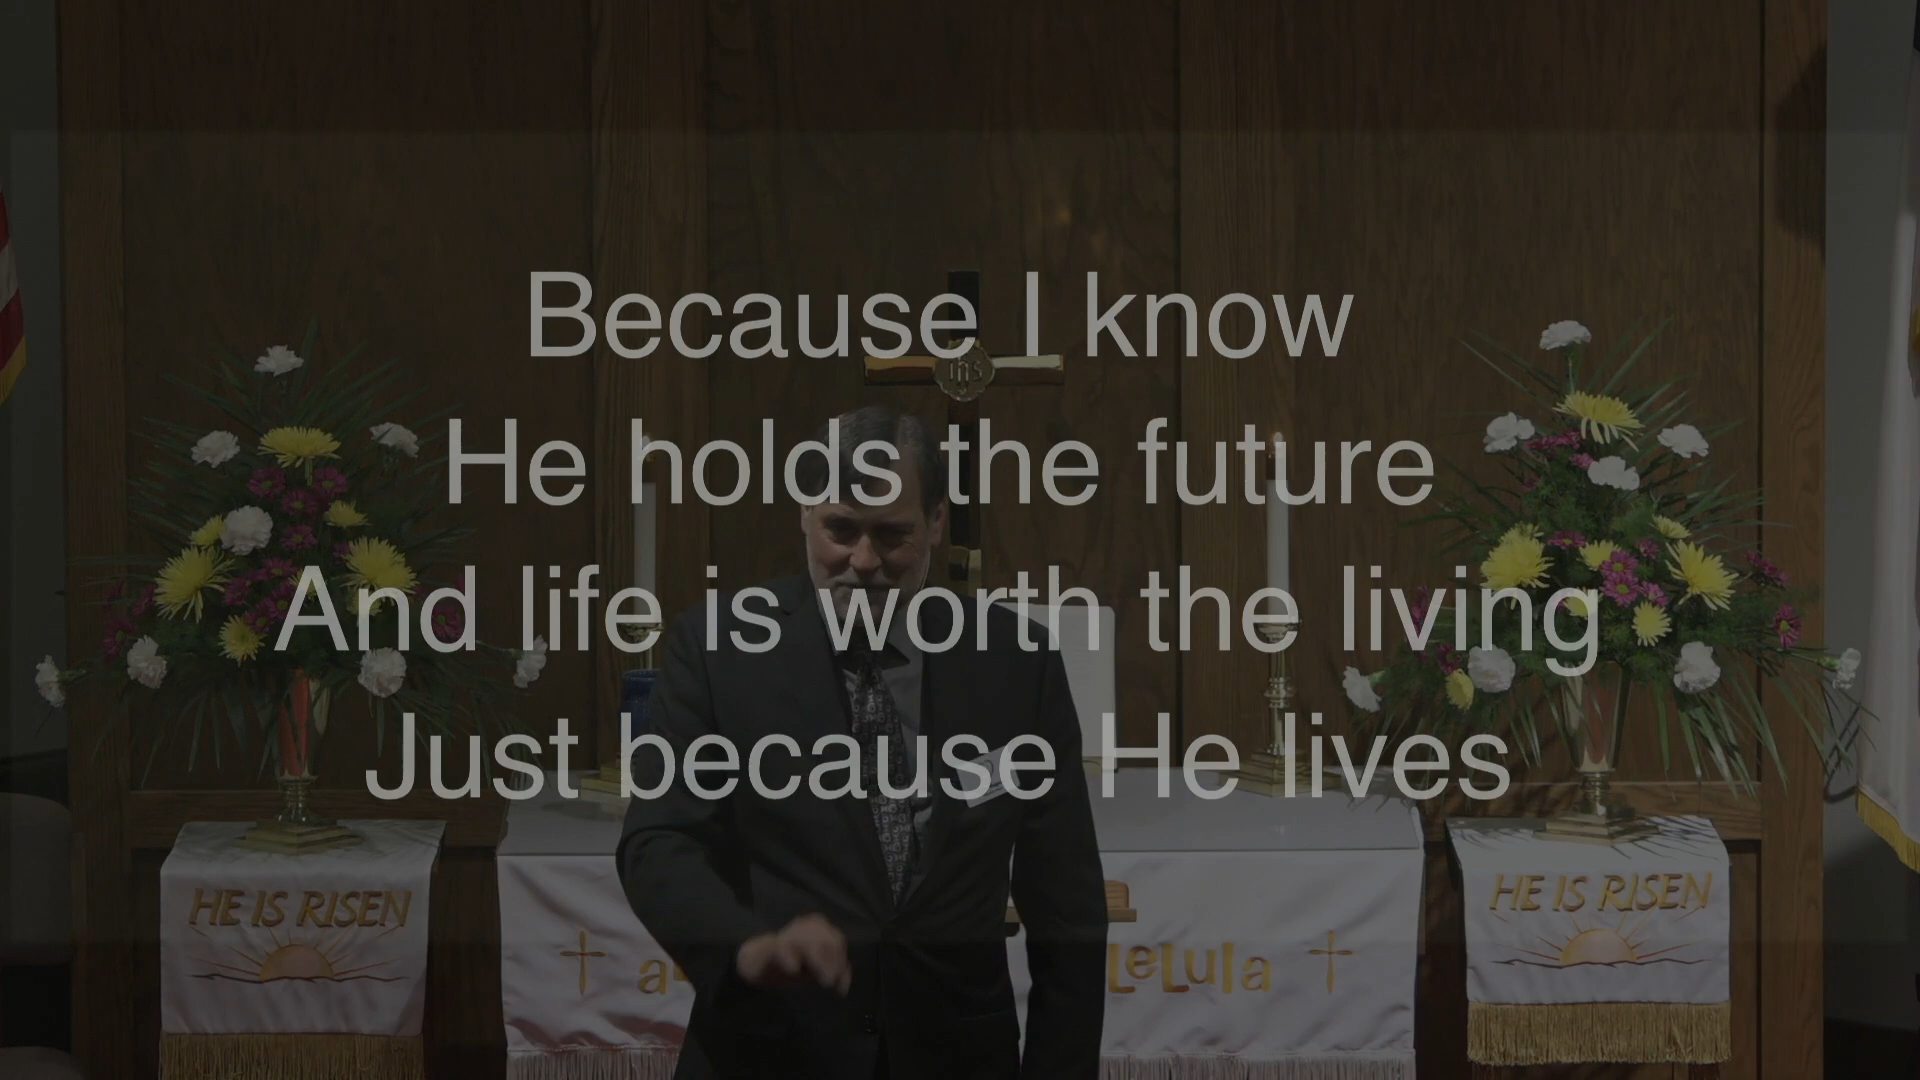 Because I know
He holds the future
And life is worth the living
Just because He lives
IHS
HE IS RISEN
HE IS RISEN
LeLuIa